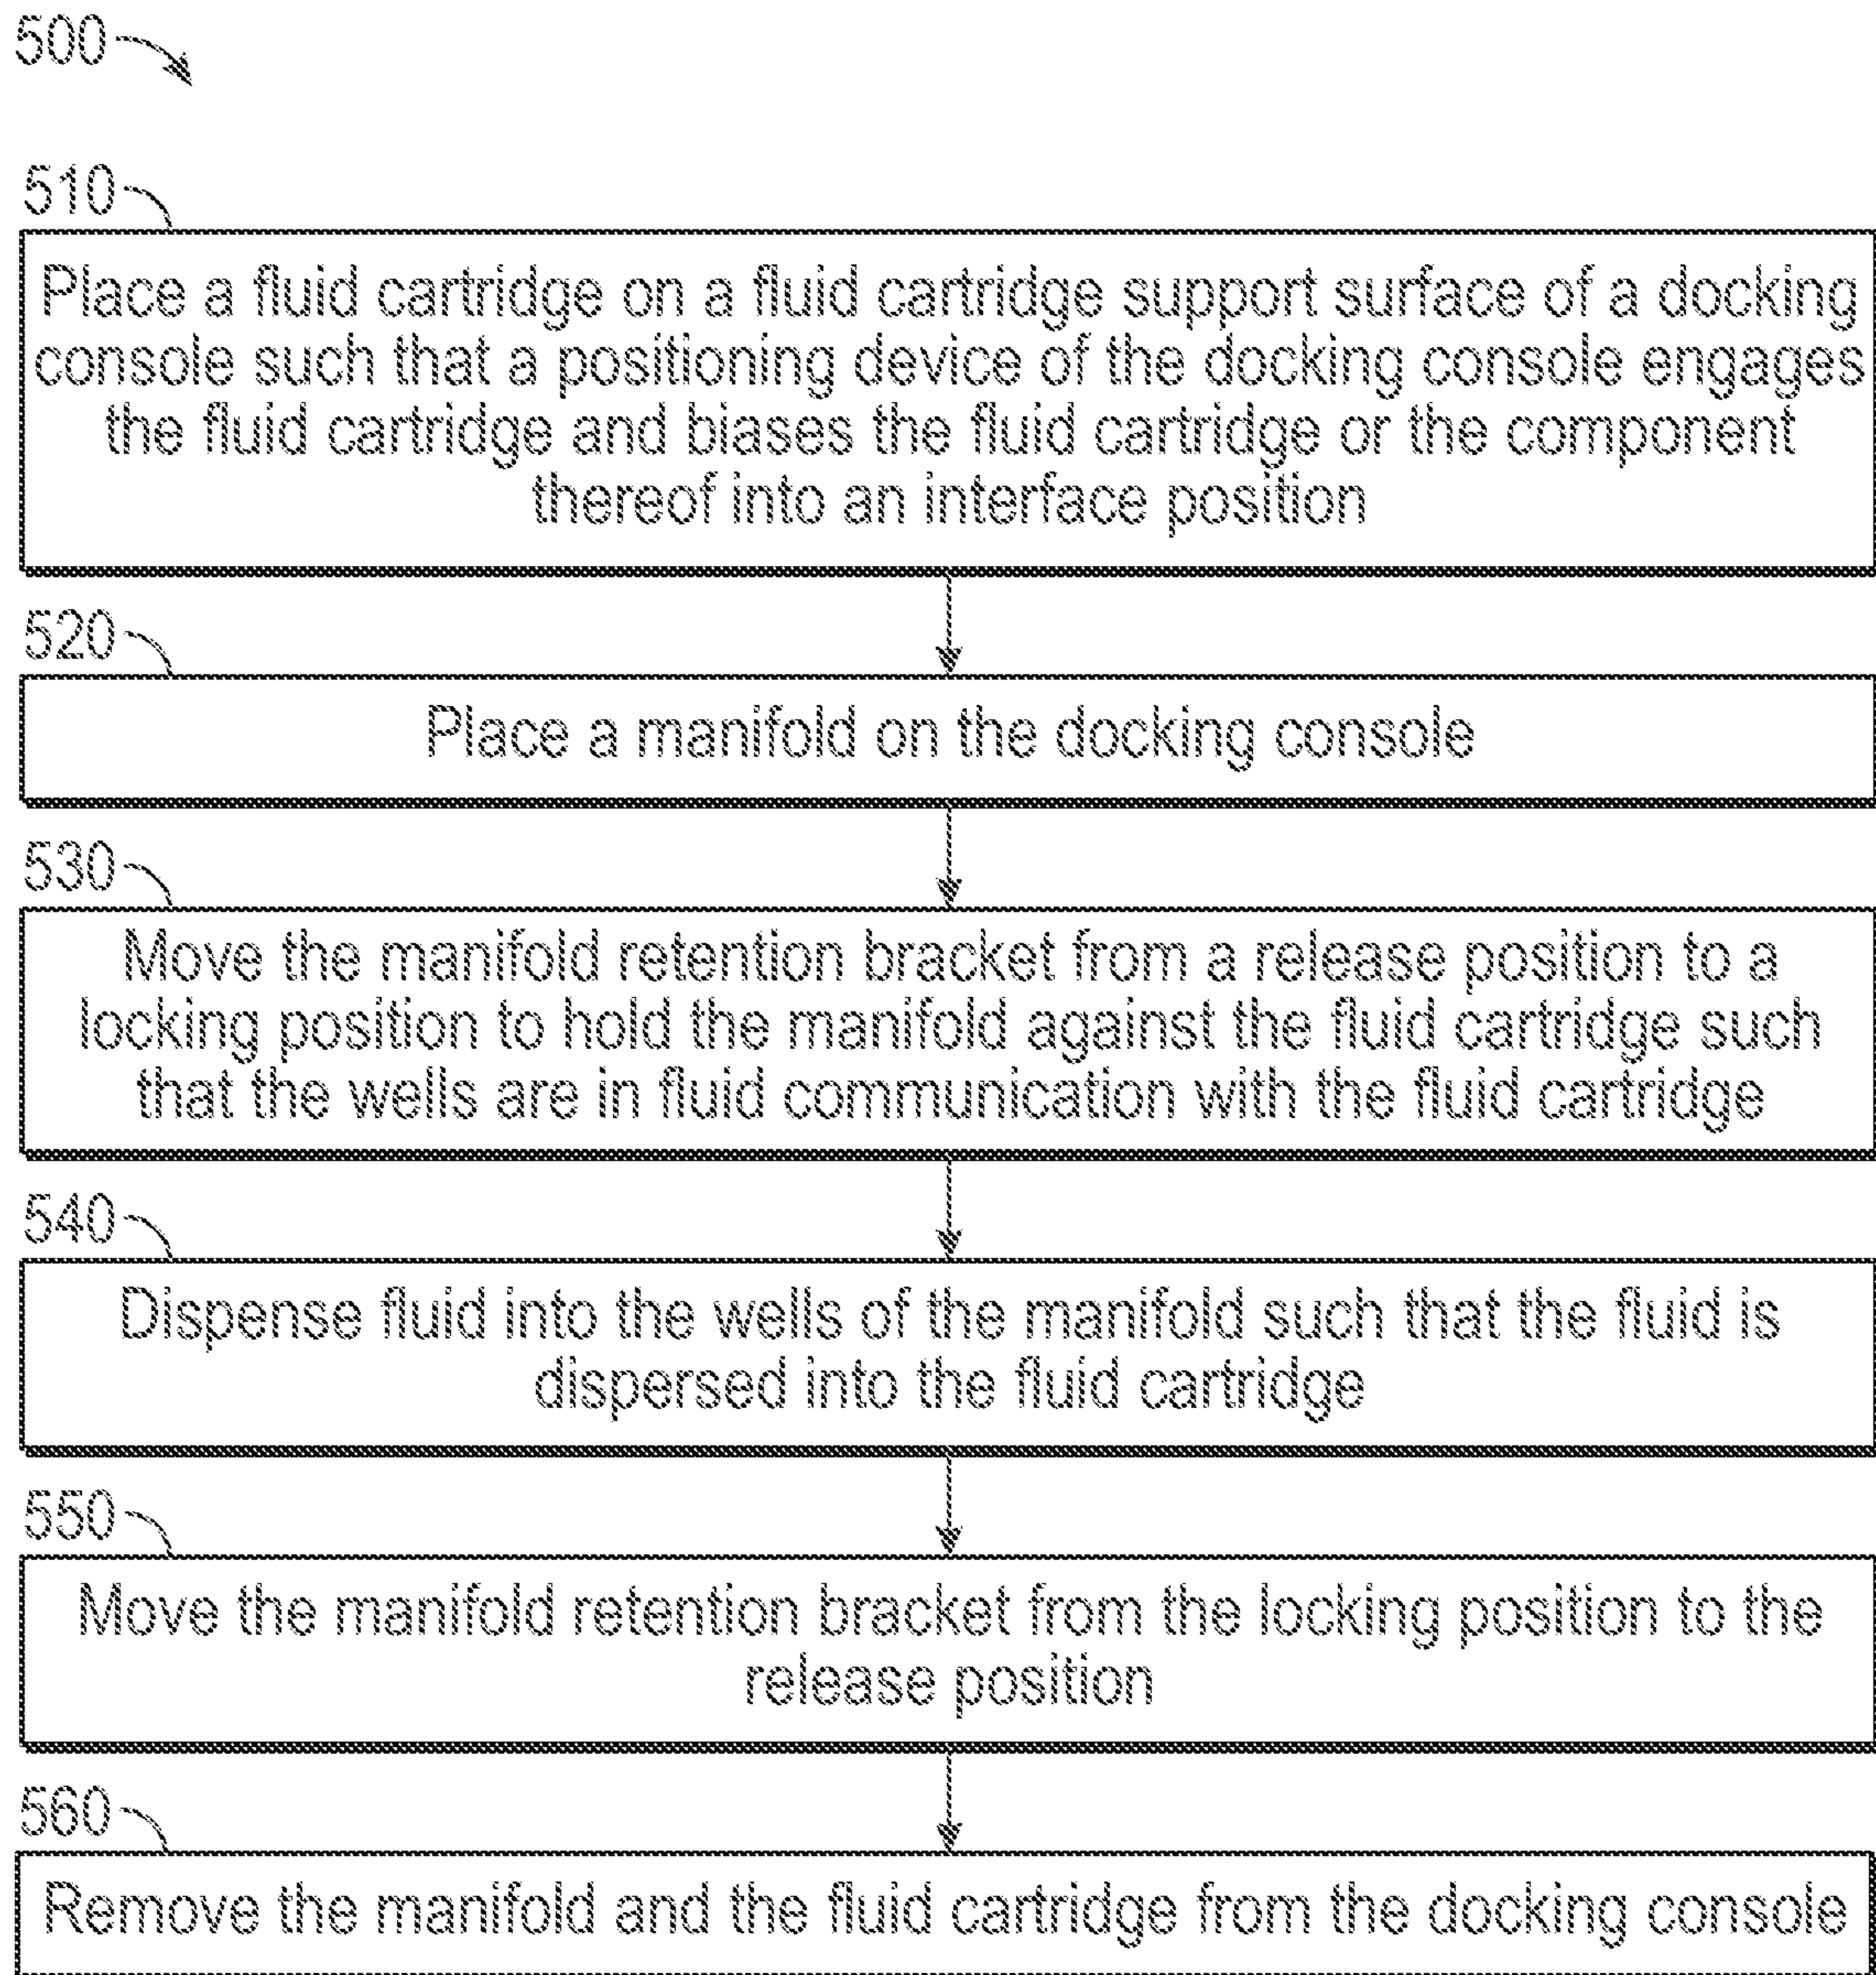 500
510
Place a fluid cartridge on a fluid cartridge support surface of a docking
console such that a positioning device of the docking console engages
the fluid cartridge and biases the fluid cartridge or the component
thereof into an interface position
520
Place a manifold on the docking console
530
Move the manifold retention bracket from a release position to a
locking position to hold the manifold against the fluid cartridge such
that the wells are in fluid communication with the fluid cartridge
540
Dispense fluid into the wells of the manifold such that the fluid is
dispersed into the fluid cartridge
550
Move the manifold retention bracket from the locking position to the
release position
560
Remove the manifold and the fluid cartridge from the docking console